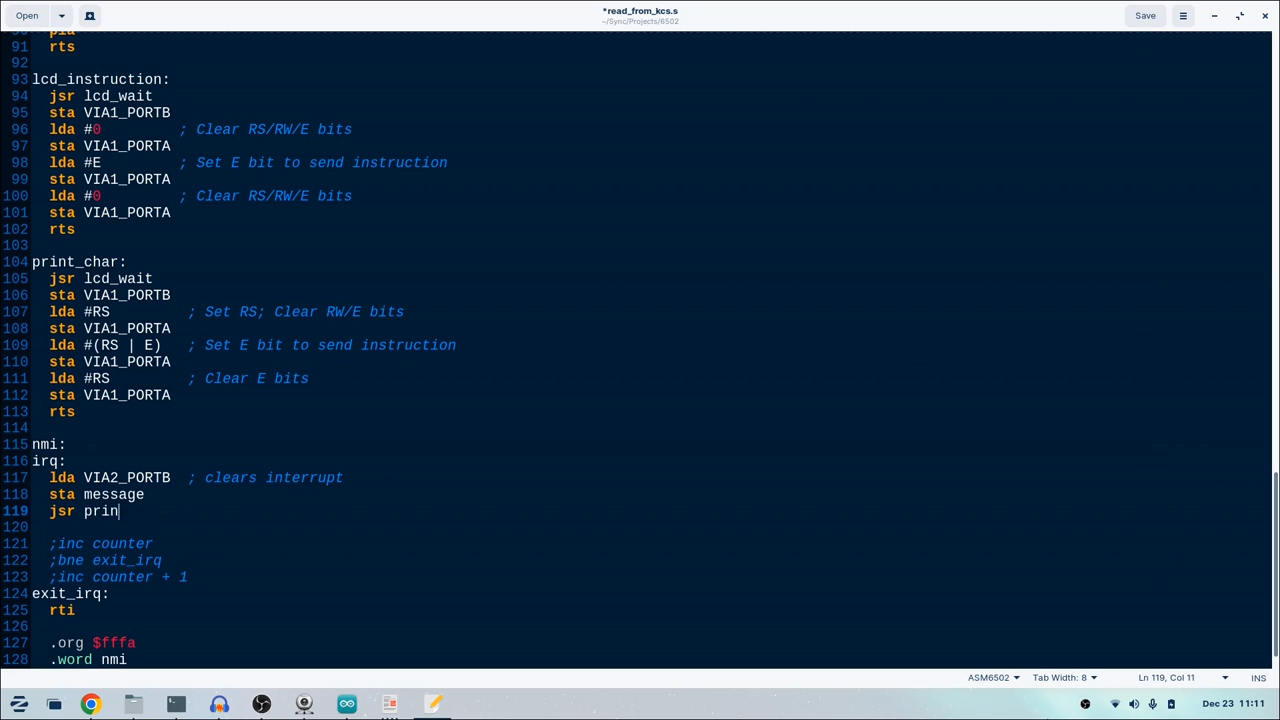 Open
*read_from_kcs.s
~/Sync/Projects/6502
Save
90 pla
91 rts
92
93 lcd_instruction:
94 jsr lcd_wait
95 sta VIA1_PORTB
96 lda #0 ; Clear RS/RW/E bits
97 sta VIA1_PORTA
98 lda #E ; Set E bit to send instruction
99 sta VIA1_PORTA
100 lda #0 ; Clear RS/RW/E bits
101 sta VIA1_PORTA
102 rts
103
104 print_char:
105 jsr lcd_wait
106 sta VIA1_PORTB
107 lda #RS ; Set RS; Clear RW/E bits
108 sta VIA1_PORTA
109 lda #(RS | E) ; Set E bit to send instruction
110 sta VIA1_PORTA
111 lda #RS ; Clear E bits
112 sta VIA1_PORTA
113 rts
114
115 nmi:
116 irq:
117 lda VIA2_PORTB ; clears interrupt
118 sta message
119 jsr prin
120
121 ;inc counter
122 ;bne exit_irq
123 ;inc counter + 1
124 exit_irq:
125 rti
126
127 .org $fffa
128 .word nmi
ASM6502 Tab Width: 8 Ln 119, Col 11 INS
Dec 23 11:11